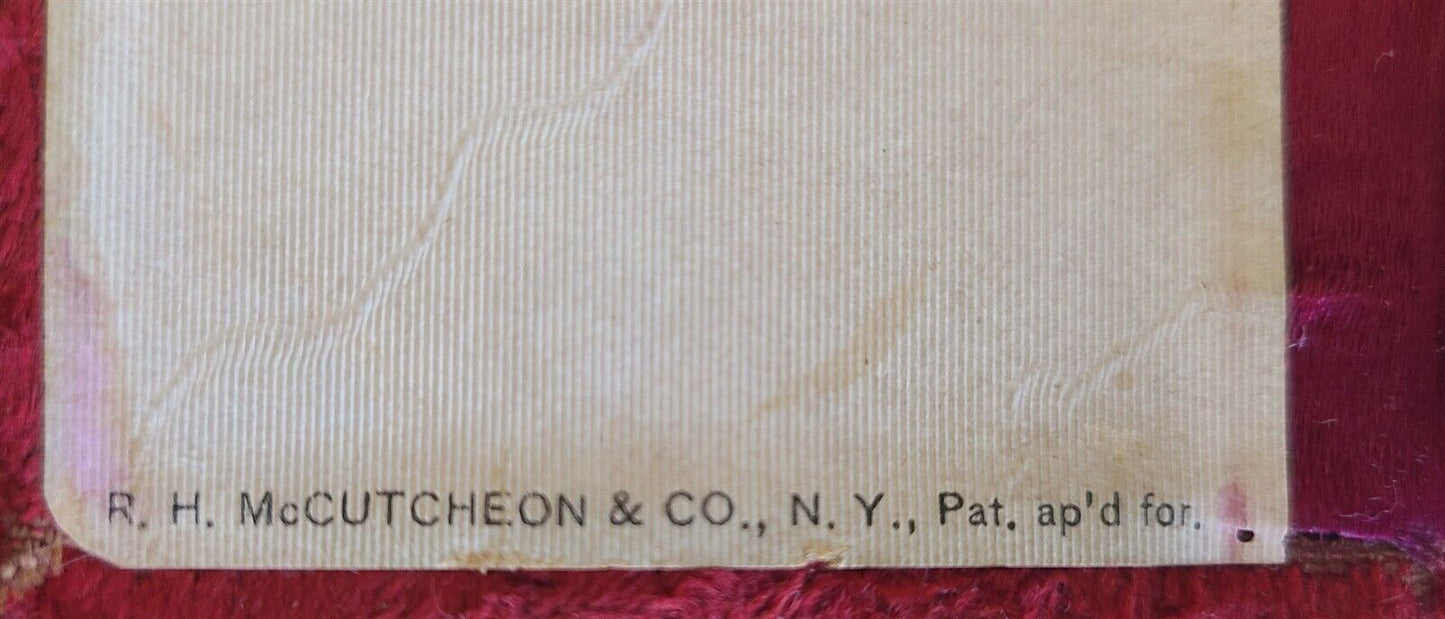 R. H. McCUTCHEON & CO., N. Y., Pat. ap'd for.